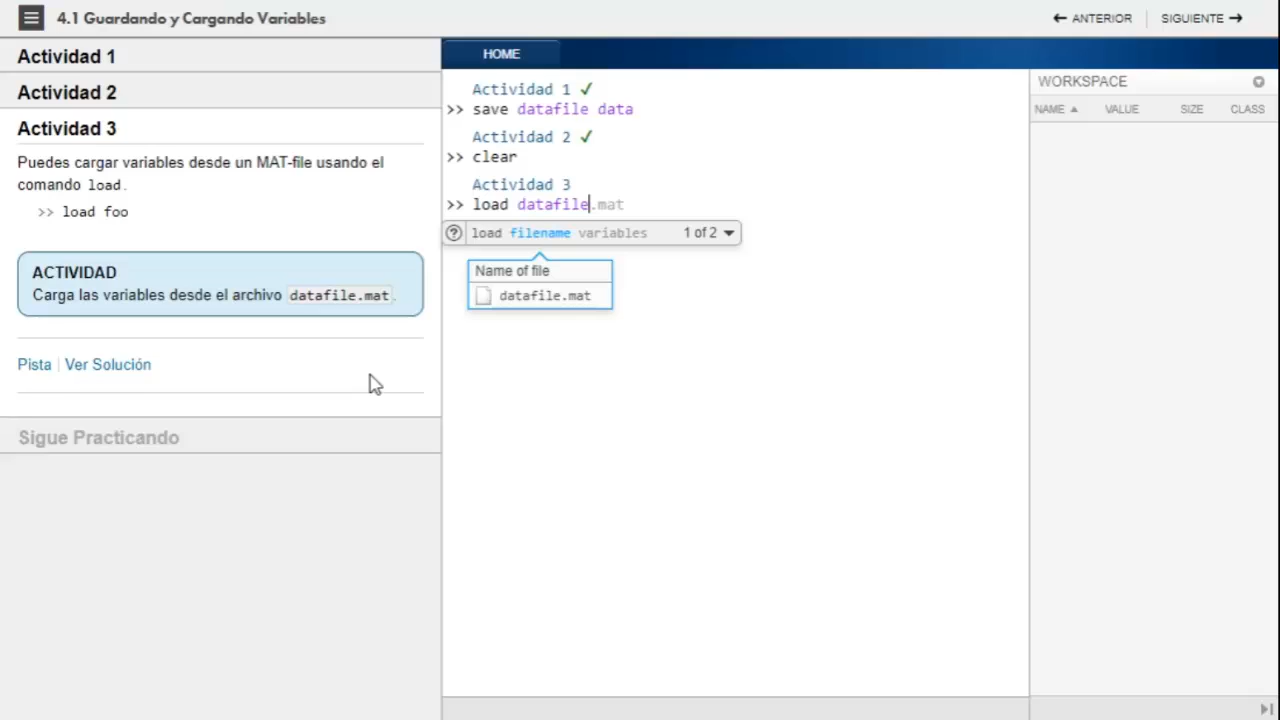 4.1 Guardando y Cargando Variables
ANTERIOR
SIGUIENTE
Actividad 1
Actividad 2
Actividad 3
Puedes cargar variables desde un MAT-file usando el
comando load.
>> load foo
ACTIVIDAD
Carga las variables desde el archivo datafile.mat.
Pista | Ver Solución
Sigue Practicando
HOME
Actividad 1 ✓
>> save datafile data
Actividad 2 ✓
>> clear
Actividad 3
>> load datafile.mat
? load filename variables 1 of 2
Name of file
datafile.mat
WORKSPACE
NAME VALUE SIZE CLASS